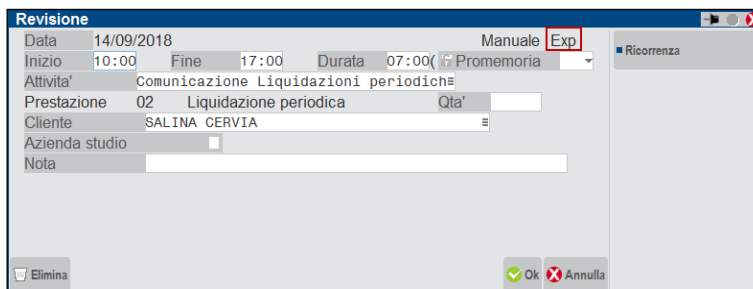 Revisione
Data 14/09/2018 Manuale Exp
Inizio 10:00 Fine 17:00 Durata 07:00( Promemoria
Attivita' Comunicazione Liquidazioni periodich
Prestazione 02 Liquidazione periodica Qta'
Cliente SALINA CERVIA
Azienda studio
Nota
Ricorrenza
Elimina Ok Annulla